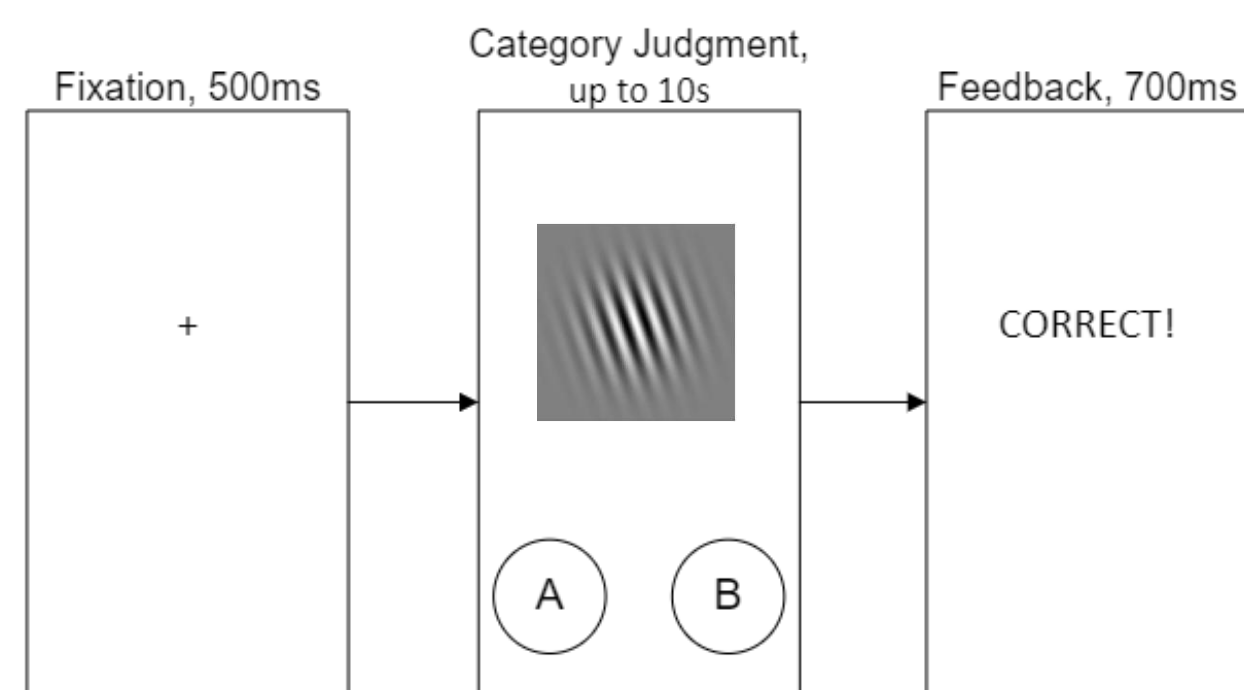 Fixation, 500ms
+
Category Judgment,
up to 10s
A
B
Feedback, 700ms
CORRECT!